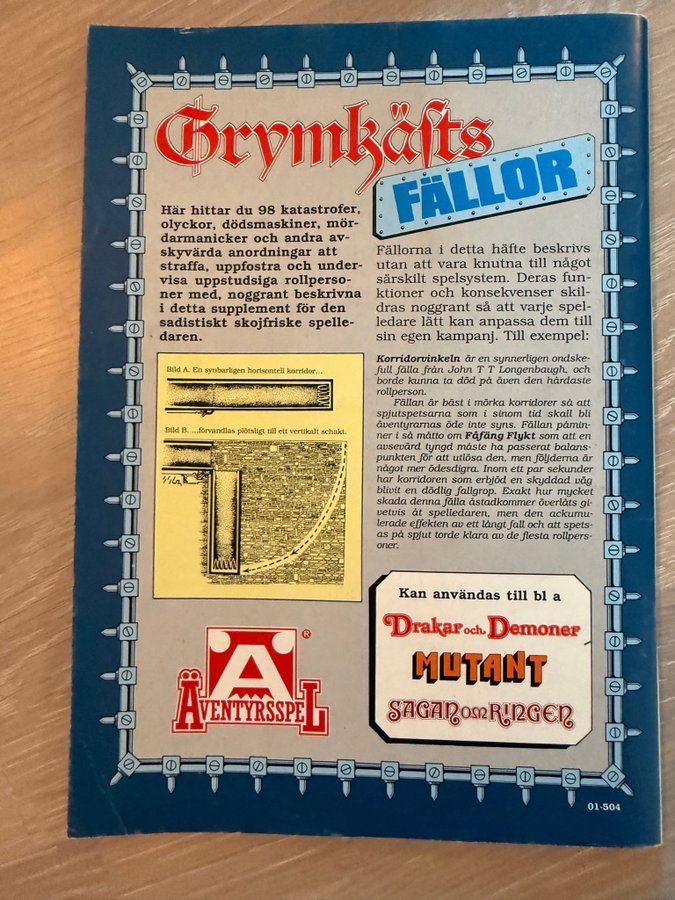 Grymkäfts
FÄLLOR
Här hittar du 98 katastrofer,
olyckor, dödsmaskiner, mör-
darmanicker och andra av-
skyvärda anordningar att
straffa, uppfostra och under-
visa uppstudsiga rollperso-
ner med, noggrant beskrivna
i detta supplement för den
sadistiskt skojfriske spelle-
daren.
Bild A. En synbarligen horisontell korridor...
Bild B. ...förvandlas plötsligt till ett vertikalt schakt.
Fällorna i detta häfte beskrivs
utan att vara knutna till något
särskilt spelsystem. Deras fun-
ktioner och konsekvenser skil-
dras noggrant så att varje spel-
ledare lätt kan anpassa dem till
sin egen kampanj. Till exempel:
Korridorvinkeln är en synnerligen ondske-
full fälla från John T T Longenbaugh, och
borde kunna ta död på även den hårdaste
rollperson.
Fällan är bäst i mörka korridorer så att
spjutspetsarna som i sinom tid skall bli
äventyrarnas öde inte syns. Fällan påmin-
ner i så måtto om Fåfäng Flykt som att en
avsevärd tyngd måste ha passerat balans-
punkten för att utlösa den, men följderna är
något mer ödesdigra. Inom ett par sekunder
har korridoren som erbjöd en skyddad väg
blivit en dödlig fallgrop. Exakt hur mycket
skada denna fälla åstadkommer överlåts gi-
vetvis åt spelledaren, men den ackumu-
lerade effekten av ett långt fall och att spets-
as på spjut torde klara av de flesta rollpers-
oner.
Ä
®
ÄVENTYRSSPEL
Kan användas till bl a
Drakar och Demoner
MUTANT
SAGAN OM RINGEN
01-504